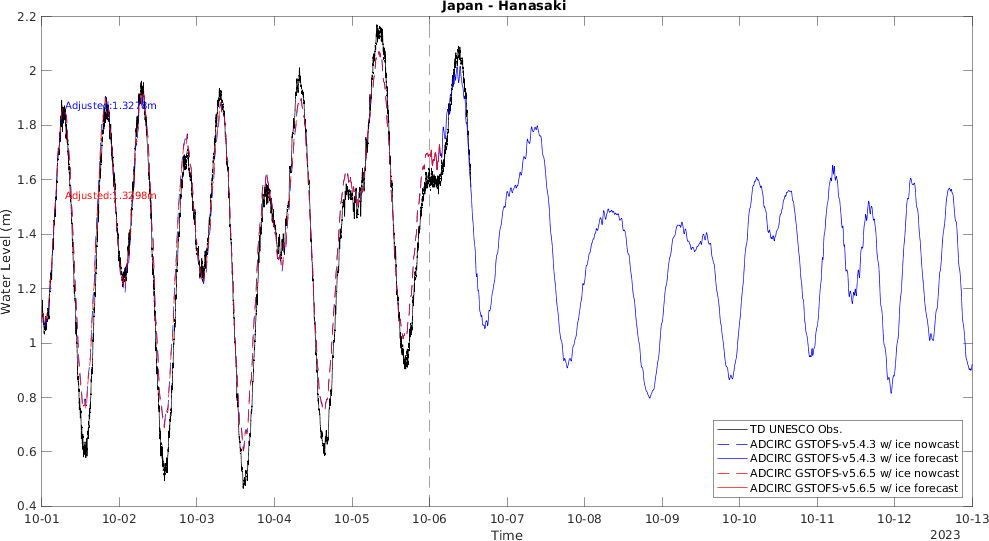 Japan - Hanasaki
Water Level (m)
2.2
2
1.8
1.6
1.4
1.2
1
0.8
0.6
0.4
Adjusted:1.3278m
Adjusted:1.3298m
TD UNESCO Obs.
ADCIRC GSTOFS-v5.4.3 w/ ice nowcast
ADCIRC GSTOFS-v5.4.3 w/ ice forecast
ADCIRC GSTOFS-v5.6.5 w/ ice nowcast
ADCIRC GSTOFS-v5.6.5 w/ ice forecast
10-01 10-02 10-03 10-04 10-05 10-06 10-07 10-08 10-09 10-10 10-11 10-12 10-13
Time
2023